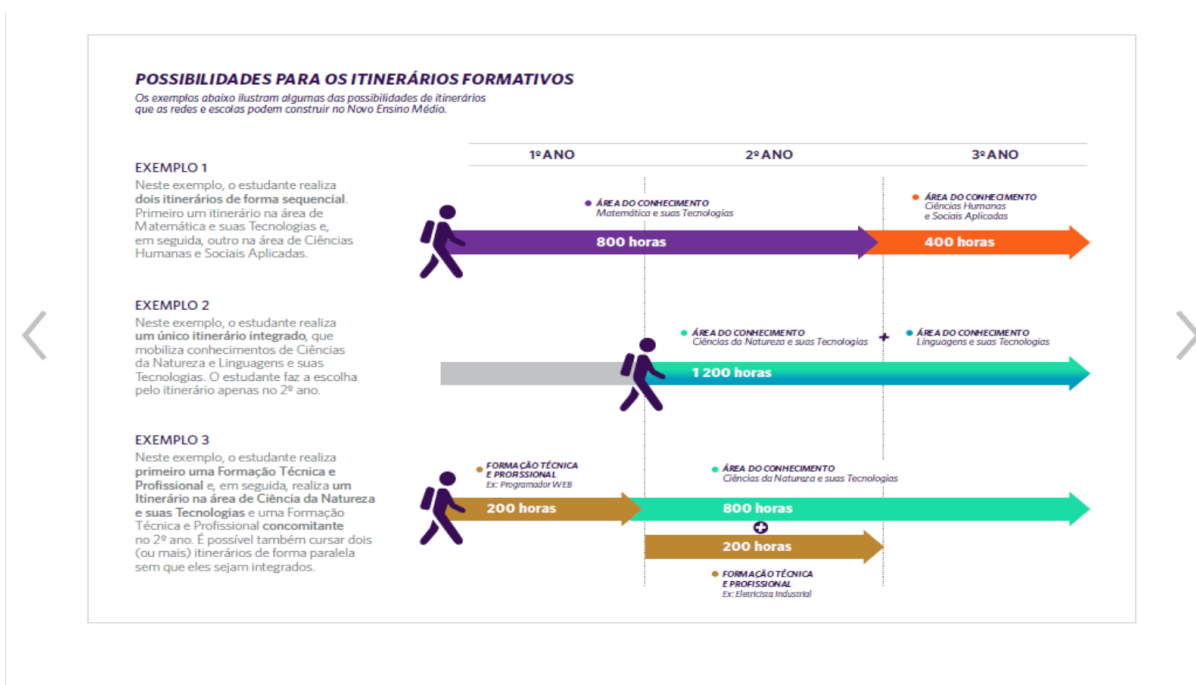 POSSIBILIDADES PARA OS ITINERÁRIOS FORMATIVOS
Os exemplos abaixo ilustram algumas das possibilidades de itinerários
que as redes e escolas podem construir no Novo Ensino Médio.
1º ANO
2º ANO
3º ANO
EXEMPLO 1
Neste exemplo, o estudante realiza
dois itinerários de forma sequencial.
Primeiro um itinerário na área de
Matemática e suas Tecnologias e,
em seguida, outro na área de Ciências
Humanas e Sociais Aplicadas.
ÁREA DO CONHECIMENTO
Matemática e suas Tecnologias
800 horas
ÁREA DO CONHECIMENTO
Ciências Humanas
e Sociais Aplicadas
400 horas
EXEMPLO 2
Neste exemplo, o estudante realiza
um único itinerário integrado, que
mobiliza conhecimentos de Ciências
da Natureza e Linguagens e suas
Tecnologias. O estudante faz a escolha
pelo itinerário apenas no 2º ano.
ÁREA DO CONHECIMENTO
Ciências da Natureza e suas Tecnologias
+
ÁREA DO CONHECIMENTO
Linguagens e suas Tecnologias
1 200 horas
EXEMPLO 3
Neste exemplo, o estudante realiza
primeiro uma Formação Técnica e
Profissional e, em seguida, realiza um
Itinerário na área de Ciência da Natureza
e suas Tecnologias e uma Formação
Técnica e Profissional concomitante
no 2º ano. É possível também cursar dois
(ou mais) itinerários de forma paralela
sem que eles sejam integrados.
FORMAÇÃO TÉCNICA
E PROFISSIONAL
Ex: Programador WEB
200 horas
ÁREA DO CONHECIMENTO
Ciências da Natureza e suas Tecnologias
800 horas
+
200 horas
FORMAÇÃO TÉCNICA
E PROFISSIONAL
Ex: Eletricista Industrial